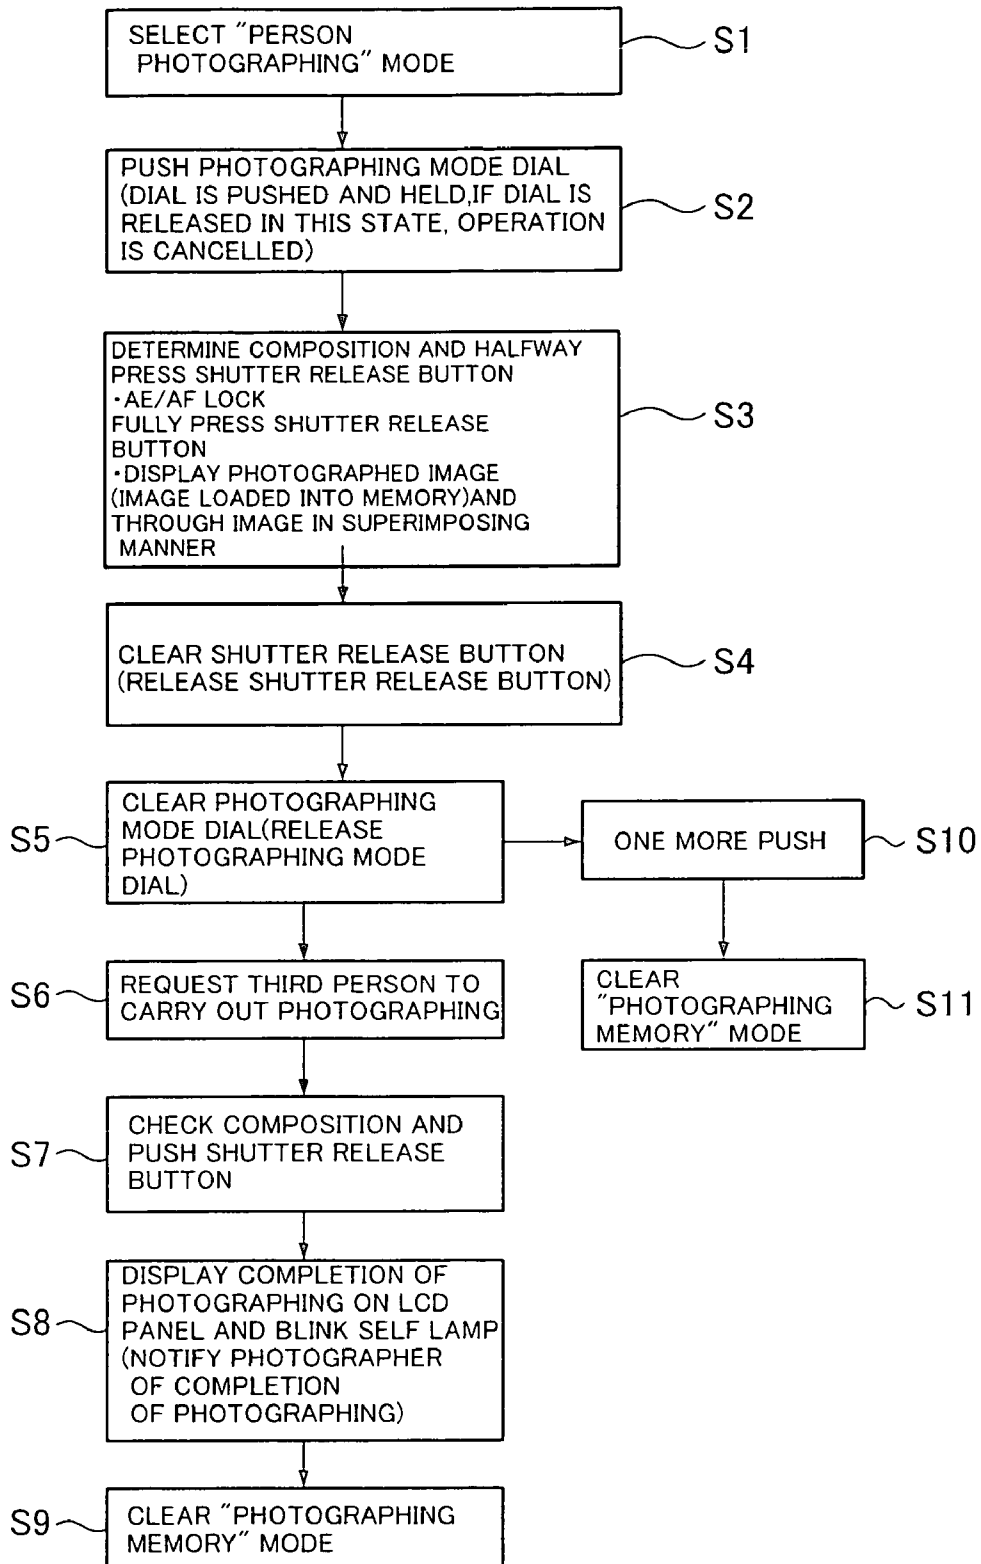 SELECT "PERSON
PHOTOGRAPHING" MODE
S1
PUSH PHOTOGRAPHING MODE DIAL
(DIAL IS PUSHED AND HELD,IF DIAL IS
RELEASED IN THIS STATE, OPERATION
IS CANCELLED)
S2
DETERMINE COMPOSITION AND HALFWAY
PRESS SHUTTER RELEASE BUTTON
・AE/AF LOCK
FULLY PRESS SHUTTER RELEASE
BUTTON
・DISPLAY PHOTOGRAPHED IMAGE
(IMAGE LOADED INTO MEMORY)AND
THROUGH IMAGE IN SUPERIMPOSING
MANNER
S3
CLEAR SHUTTER RELEASE BUTTON
(RELEASE SHUTTER RELEASE BUTTON)
S4
S5
CLEAR PHOTOGRAPHING
MODE DIAL(RELEASE
PHOTOGRAPHING MODE
DIAL)
ONE MORE PUSH
S10
S6
REQUEST THIRD PERSON TO
CARRY OUT PHOTOGRAPHING
CLEAR
"PHOTOGRAPHING
MEMORY" MODE
S11
S7
CHECK COMPOSITION AND
PUSH SHUTTER RELEASE
BUTTON
S8
DISPLAY COMPLETION OF
PHOTOGRAPHING ON LCD
PANEL AND BLINK SELF LAMP
(NOTIFY PHOTOGRAPHER
OF COMPLETION
OF PHOTOGRAPHING)
S9
CLEAR "PHOTOGRAPHING
MEMORY" MODE